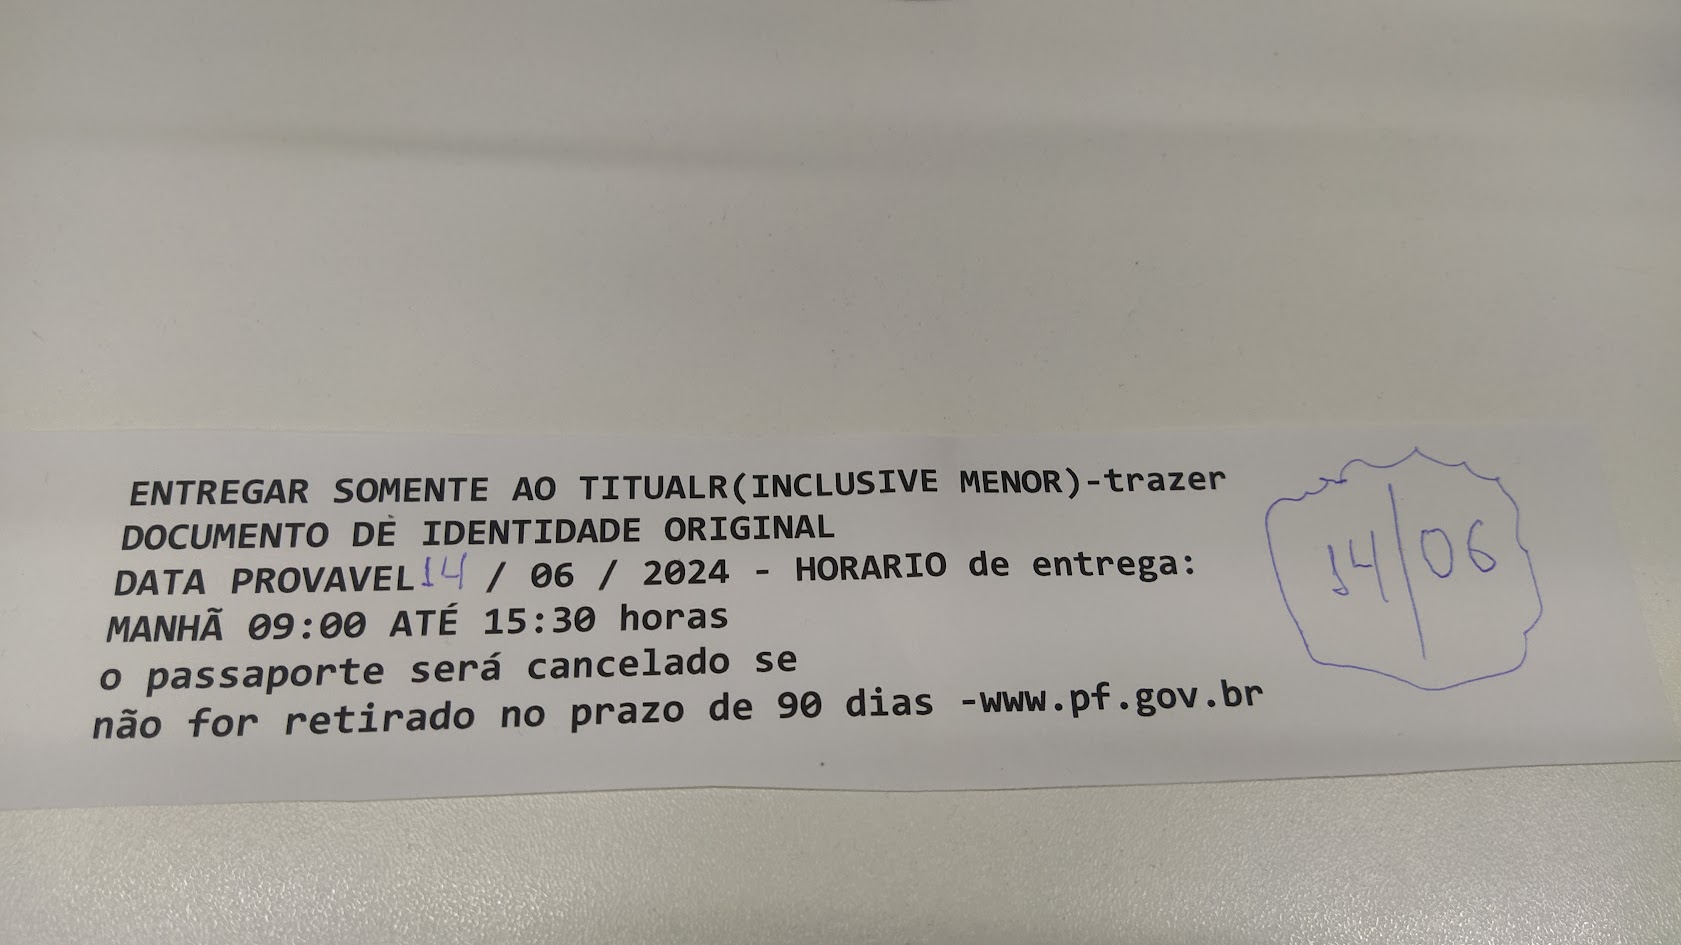 ENTREGAR SOMENTE AO TITUALR(INCLUSIVE MENOR)-trazer
DOCUMENTO DE IDENTIDADE ORIGINAL
DATA PROVAVEL 14 / 06 / 2024 - HORARIO de entrega:
MANHÃ 09:00 ATÉ 15:30 horas
o passaporte será cancelado se
não for retirado no prazo de 90 dias -www.pf.gov.br
14/06